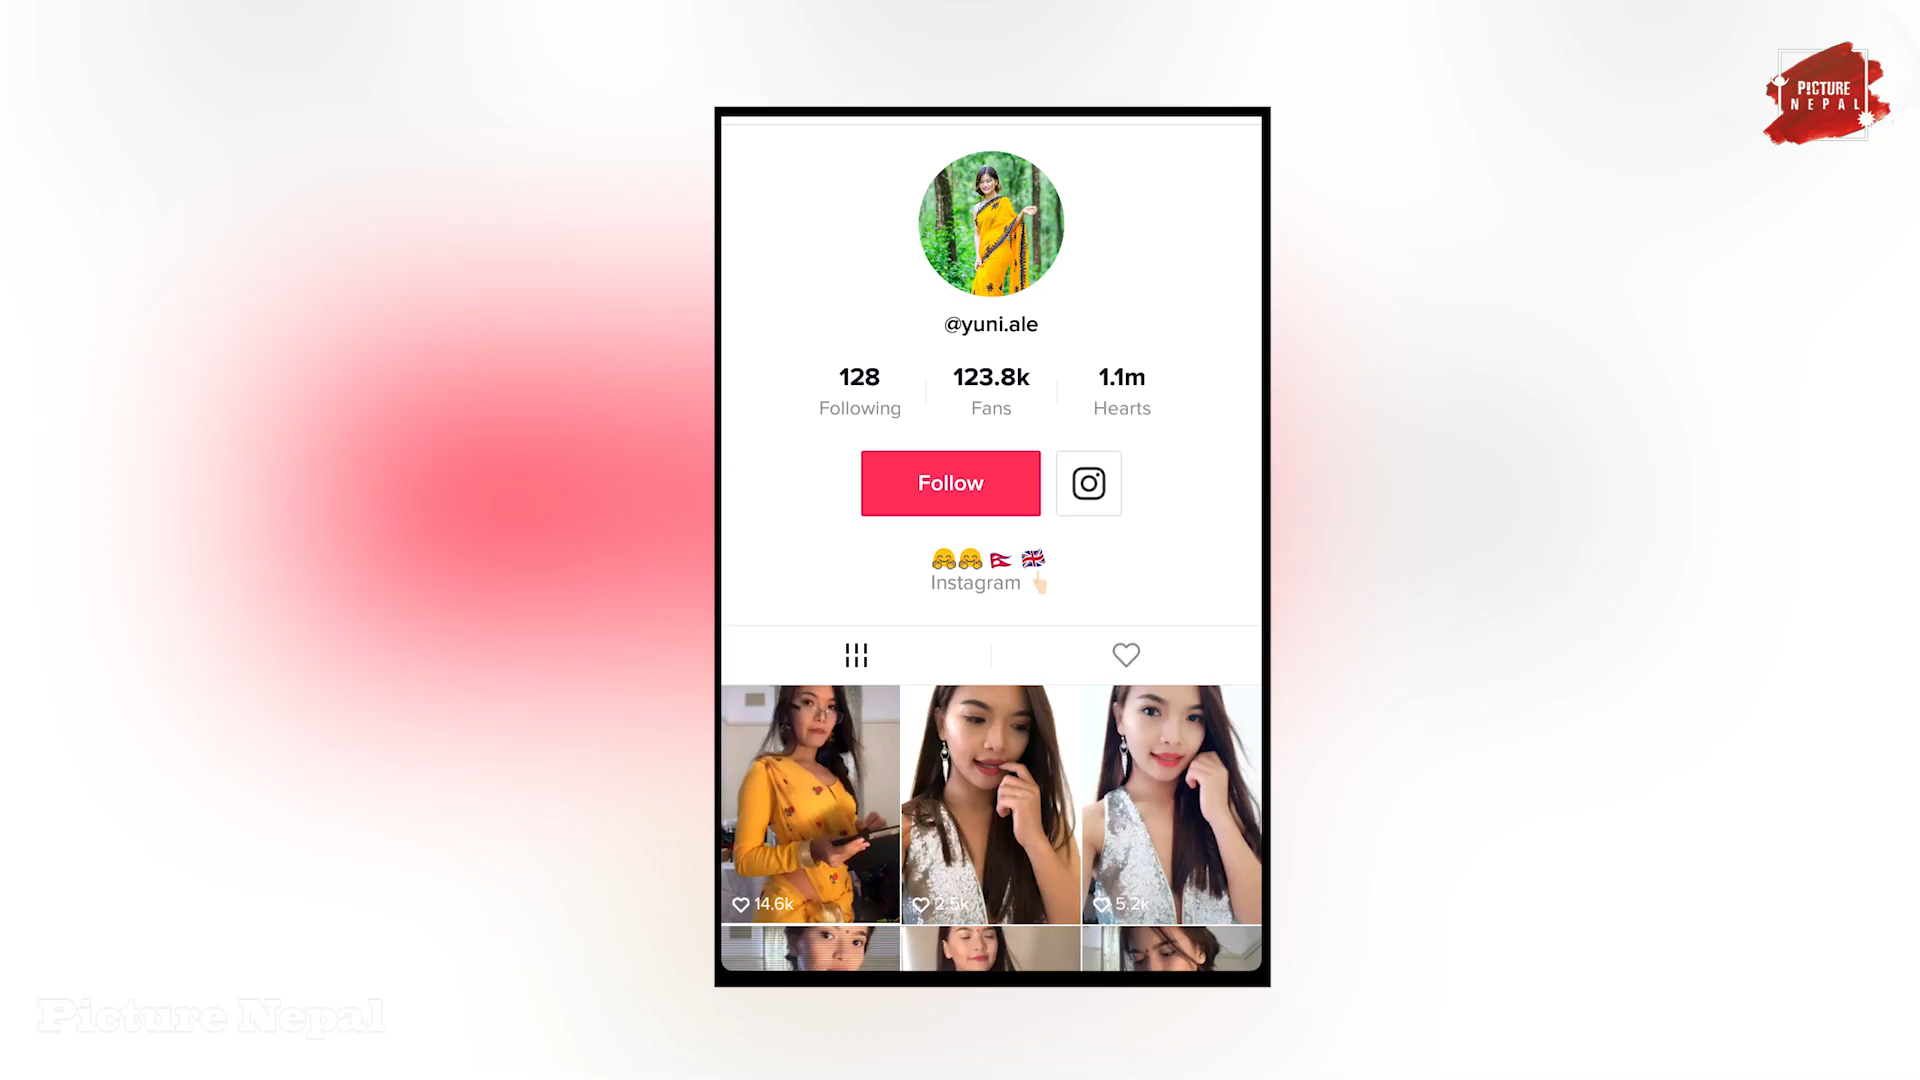 PICTURE
NEPAL
@yuni.ale
128 123.8k 1.1m
Following Fans Hearts
Follow
Instagram
14.6k 2.5k 5.2k
Picture Nepal